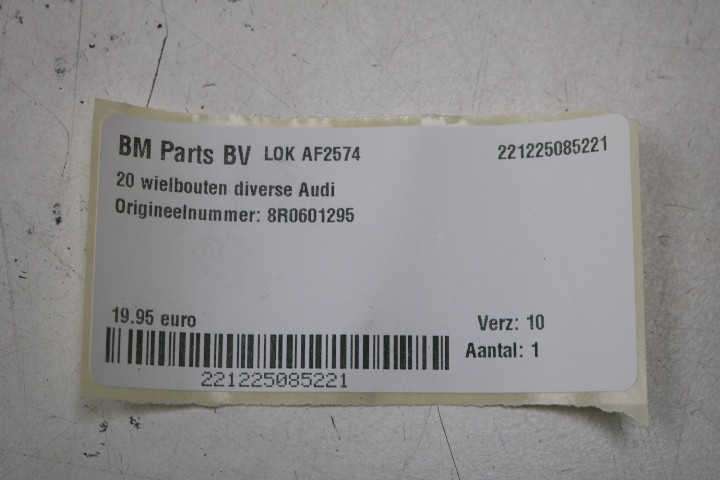 BM Parts BV LOK AF2574 221225085221
20 wielbouten diverse Audi
Origineelnummer: 8R0601295
19.95 euro Verz: 10
Aantal: 1
221225085221